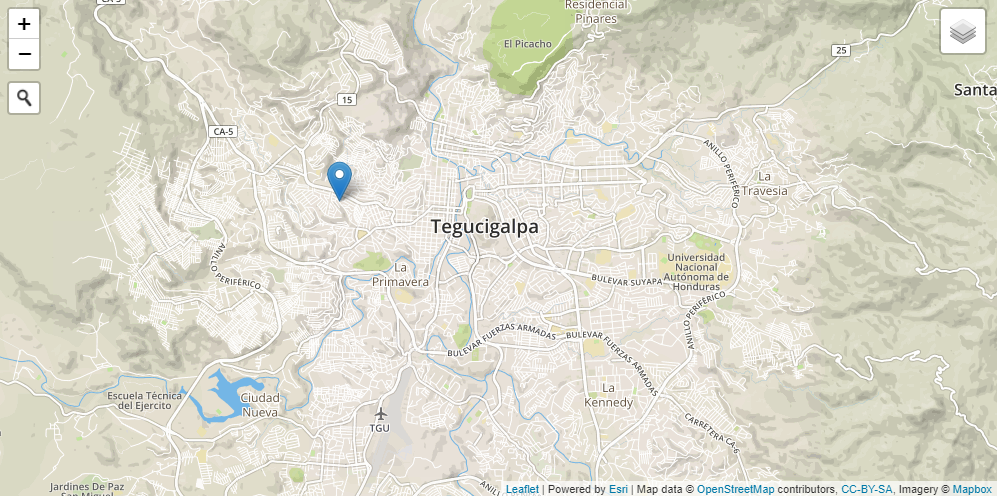 CA-5
Residencial
Pinares
+
−
El Picacho
25
Santa
15
CA-5
ANILLO PERIFÉRICO
La
Travesia
Tegucigalpa
Universidad
Nacional
Autónoma de
Honduras
ANILLO PERIFÉRICO
La
Primavera
BULEVAR SUYAPA
ANILLO PERIFÉRICO
BULEVAR FUERZAS ARMADAS
BULEVAR FUERZAS ARMADAS
Escuela Técnica
del Ejercito
Ciudad
Nueva
La
Kennedy
TGU
CARRETERA CA-6
Jardines De Paz
San Miguel
Leaflet | Powered by Esri | Map data © OpenStreetMap contributors, CC-BY-SA, Imagery © Mapbox